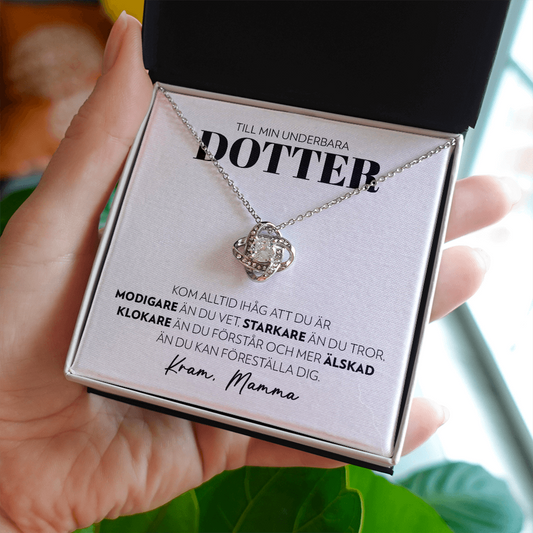 TILL MIN UNDERBARA
DOTTER
KOM ALLTID IHÅG ATT DU ÄR
MODIGARE ÄN DU VET, STARKARE ÄN DU TROR,
KLOKARE ÄN DU FÖRSTÅR OCH MER ÄLSKAD
ÄN DU KAN FÖRESTÄLLA DIG.
Kram, Mamma